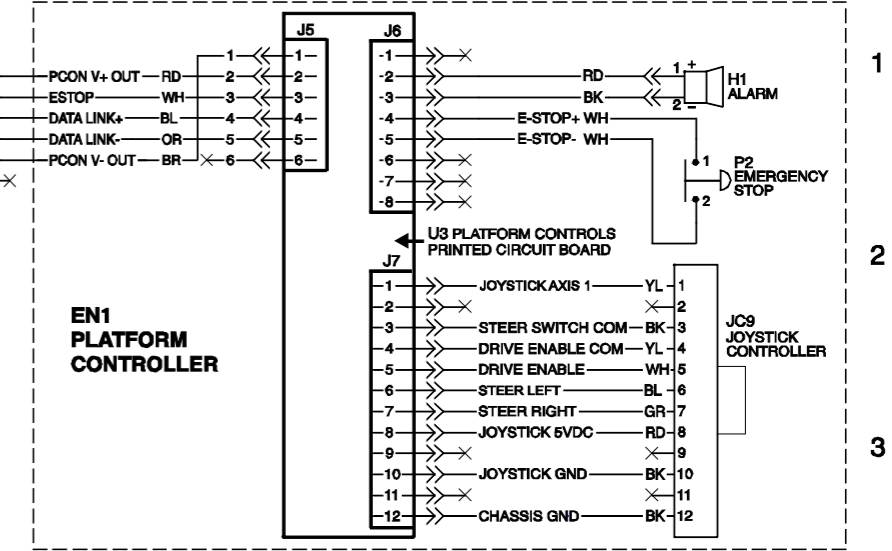 J5 J6
1 -1- -1
PCON V+ OUT RD 2 -2- -2 RD 1 +
H1
ALARM
ESTOP WH 3 -3- -3 BK 2 -
DATA LINK+ BL 4 -4- -4 E-STOP+ WH
DATA LINK- OR 5 -5- -5 E-STOP- WH
PCON V- OUT BR 6 -6- -6
-7
-8
1
2
P2
EMERGENCY
STOP
U3 PLATFORM CONTROLS
PRINTED CIRCUIT BOARD
J7
-1- JOYSTICK AXIS 1 YL 1
-2- 2
-3- STEER SWITCH COM BK 3
-4- DRIVE ENABLE COM YL 4
-5- DRIVE ENABLE WH 5
-6- STEER LEFT BL 6
-7- STEER RIGHT GR 7
-8- JOYSTICK 5VDC RD 8
-9- 9
-10- JOYSTICK GND BK 10
-11- 11
-12- CHASSIS GND BK 12
JC9
JOYSTICK
CONTROLLER
EN1
PLATFORM
CONTROLLER
1
2
3